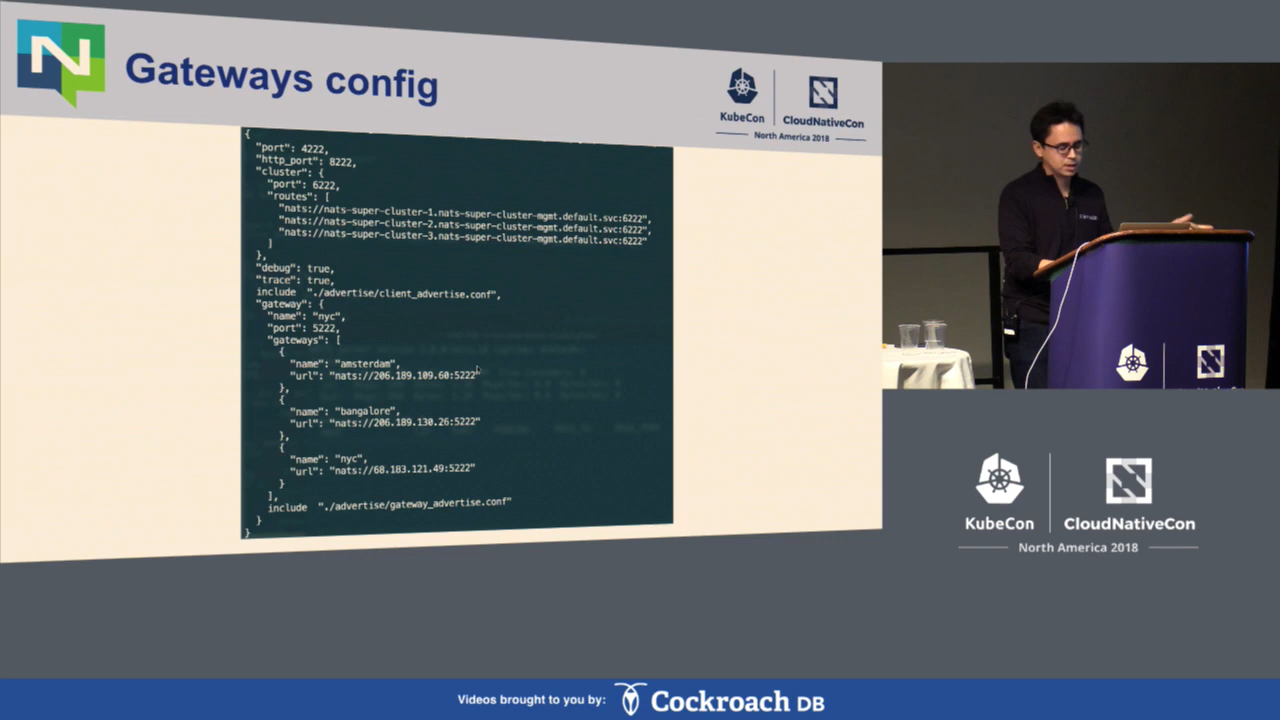 N
Gateways config
KubeCon
CloudNativeCon
North America 2018
{
"port": 4222,
"http_port": 8222,
"cluster": {
"port": 6222,
"routes": [
"nats://nats-super-cluster-1.nats-super-cluster-mgmt.default.svc:6222",
"nats://nats-super-cluster-2.nats-super-cluster-mgmt.default.svc:6222",
"nats://nats-super-cluster-3.nats-super-cluster-mgmt.default.svc:6222"
]
},
"debug": true,
"trace": true,
include "./advertise/client_advertise.conf",
"gateway": {
"name": "nyc",
"port": 5222,
"gateways": [
{
"name": "amsterdam",
"url": "nats://206.189.109.60:5222"
},
{
"name": "bangalore",
"url": "nats://206.189.130.26:5222"
},
{
"name": "nyc",
"url": "nats://68.183.121.49:5222"
}
],
include "./advertise/gateway_advertise.conf"
}
}
KubeCon
CloudNativeCon
North America 2018
Videos brought to you by:
Cockroach DB